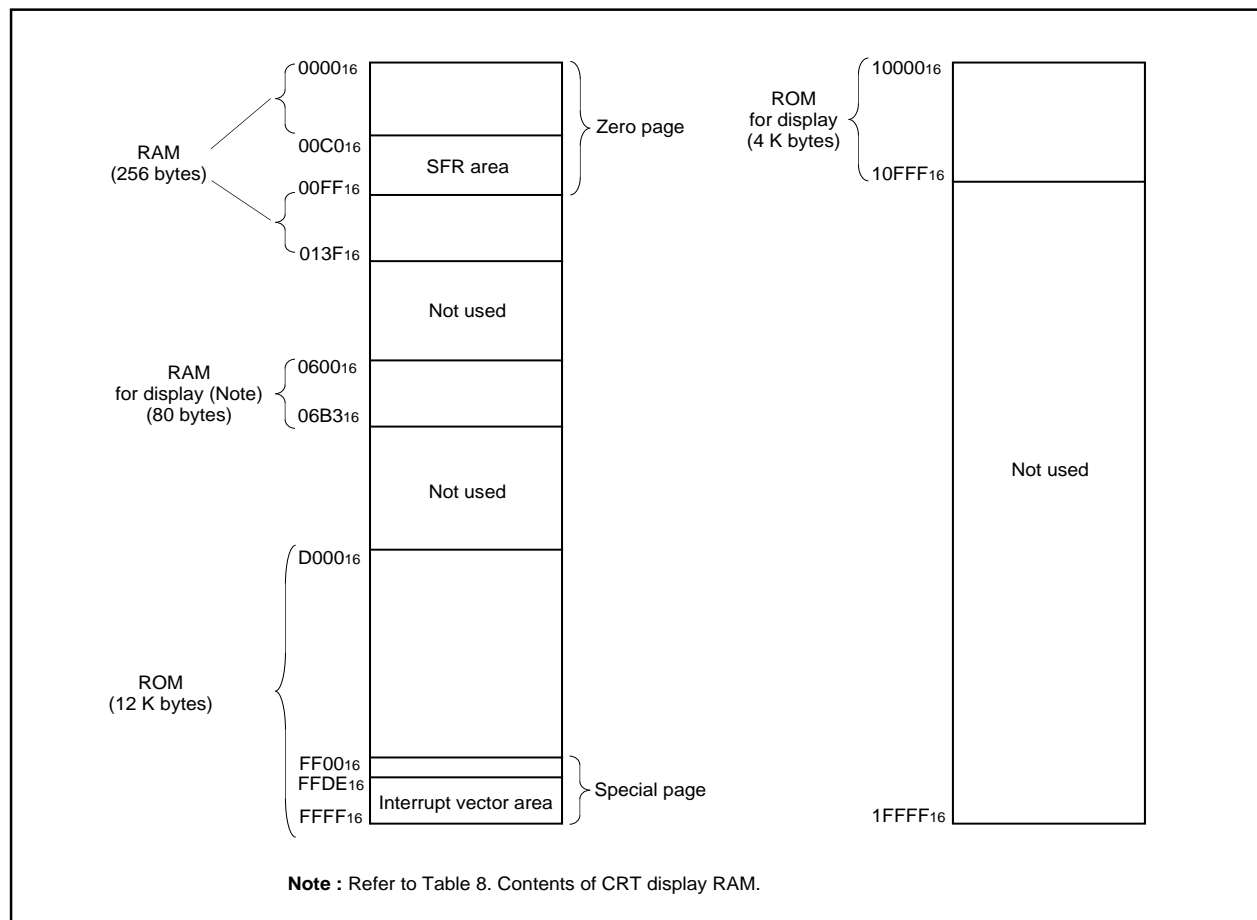 RAM
(256 bytes)
0000₁₆
00C0₁₆
SFR area
00FF₁₆
Zero page
013F₁₆
Not used
RAM
for display (Note)
(80 bytes)
0600₁₆
06B3₁₆
Not used
ROM
(12 K bytes)
D000₁₆
FF00₁₆
FFDE₁₆
Interrupt vector area
FFFF₁₆
Special page
ROM
for display
(4 K bytes)
10000₁₆
10FFF₁₆
Not used
1FFFF₁₆
Note : Refer to Table 8. Contents of CRT display RAM.